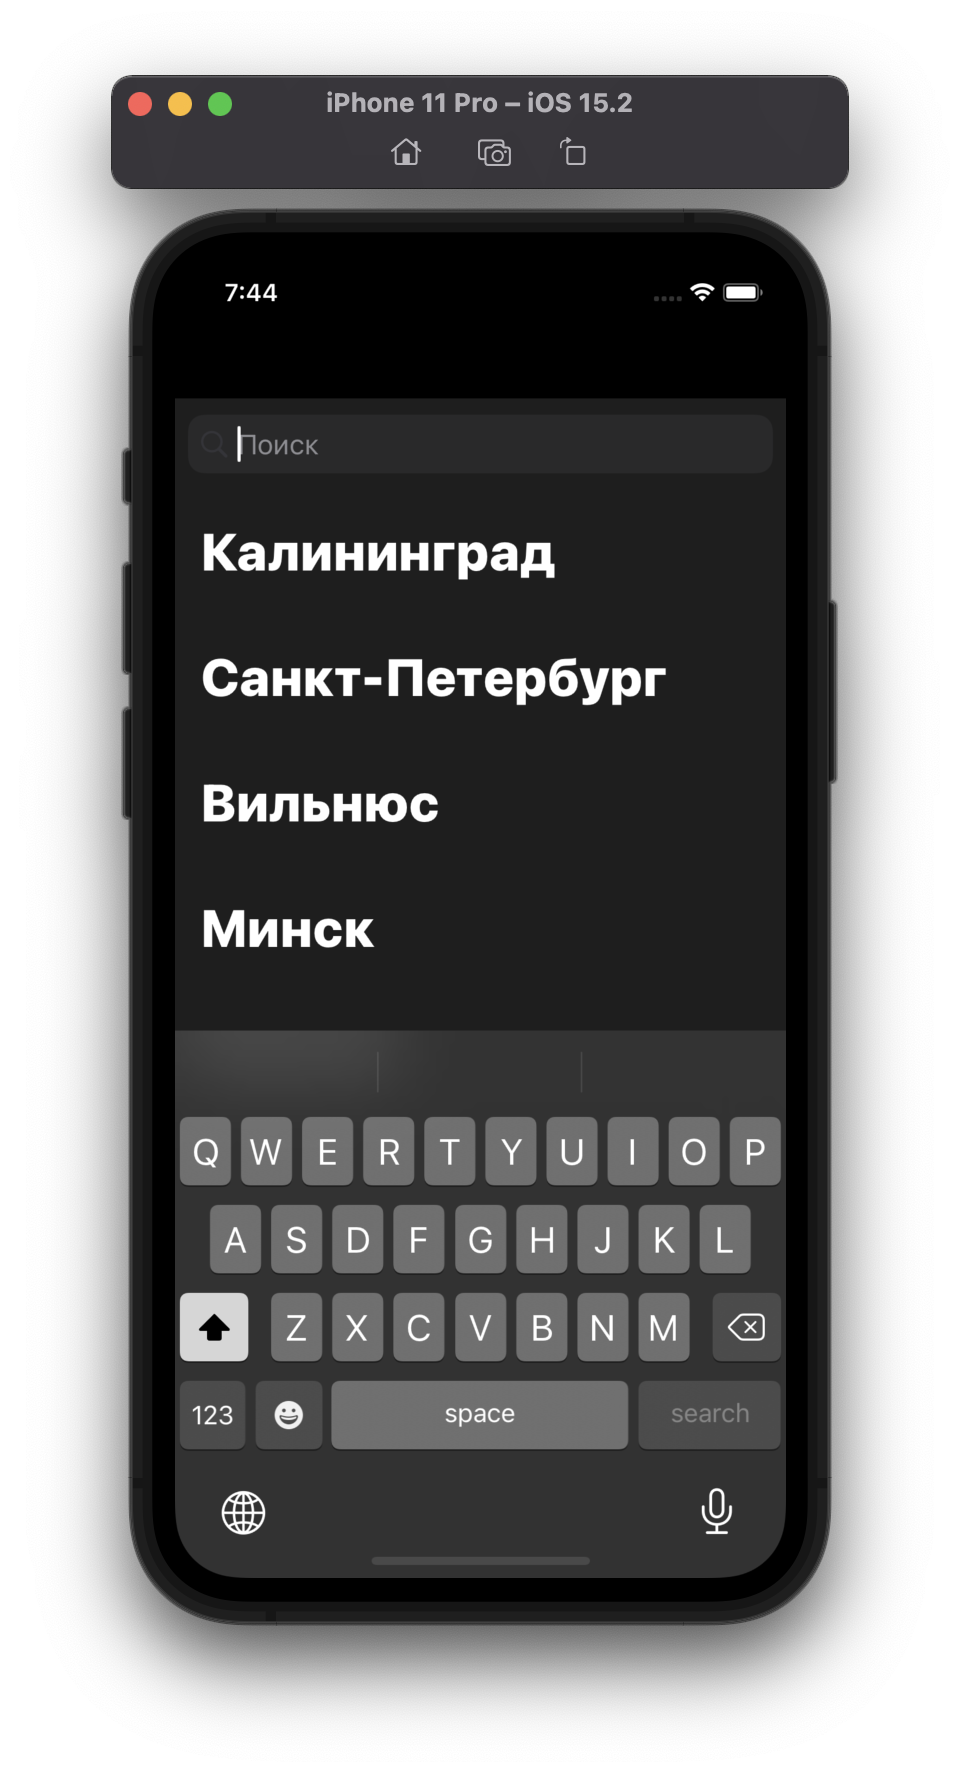 iPhone 11 Pro – iOS 15.2
7:44
Поиск
Калининград
Санкт-Петербург
Вильнюс
Минск
Q W E R T Y U I O P
A S D F G H J K L
Z X C V B N M
123 space search